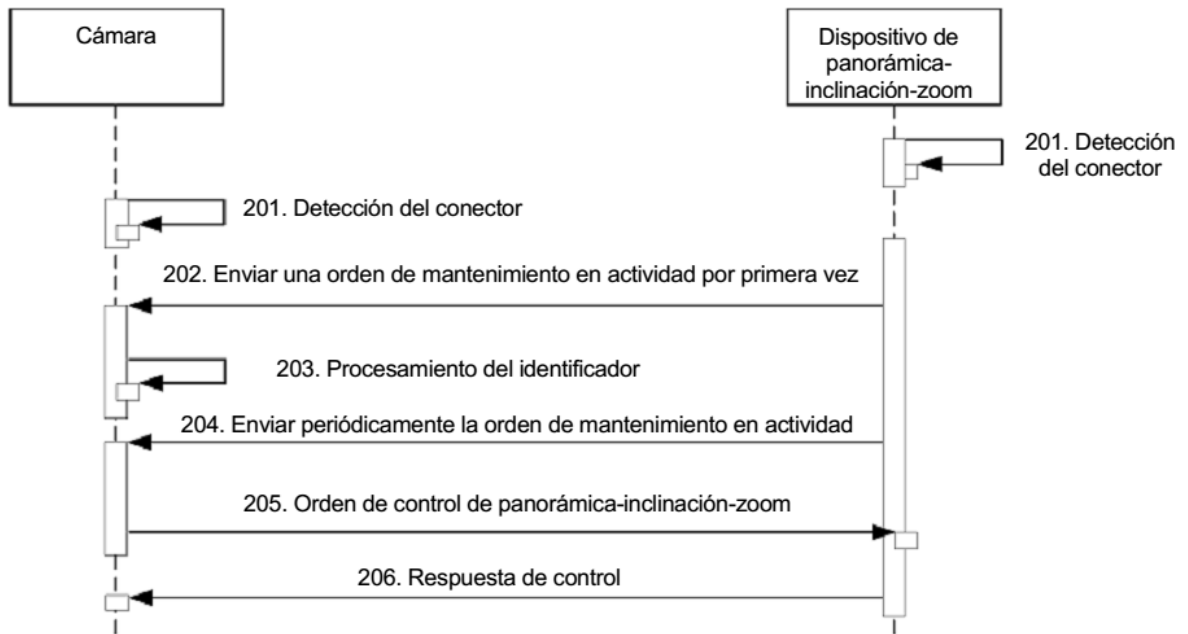 Cámara
Dispositivo de
panorámica-
inclinación-zoom
201. Detección
del conector
201. Detección del conector
202. Enviar una orden de mantenimiento en actividad por primera vez
203. Procesamiento del identificador
204. Enviar periódicamente la orden de mantenimiento en actividad
205. Orden de control de panorámica-inclinación-zoom
206. Respuesta de control